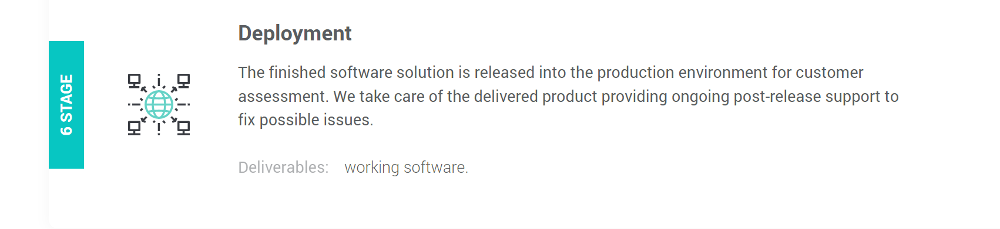 6 STAGE
Deployment
The finished software solution is released into the production environment for customer
assessment. We take care of the delivered product providing ongoing post-release support to
fix possible issues.
Deliverables: working software.